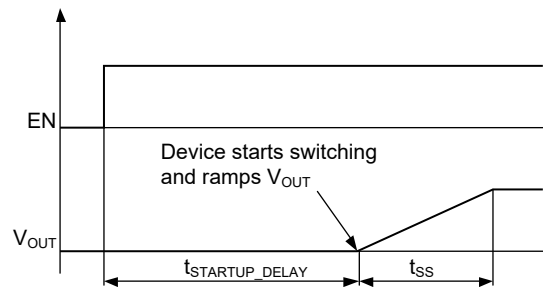 EN
Device starts switching
and ramps VOUT
VOUT
tSTARTUP_DELAY
tSS